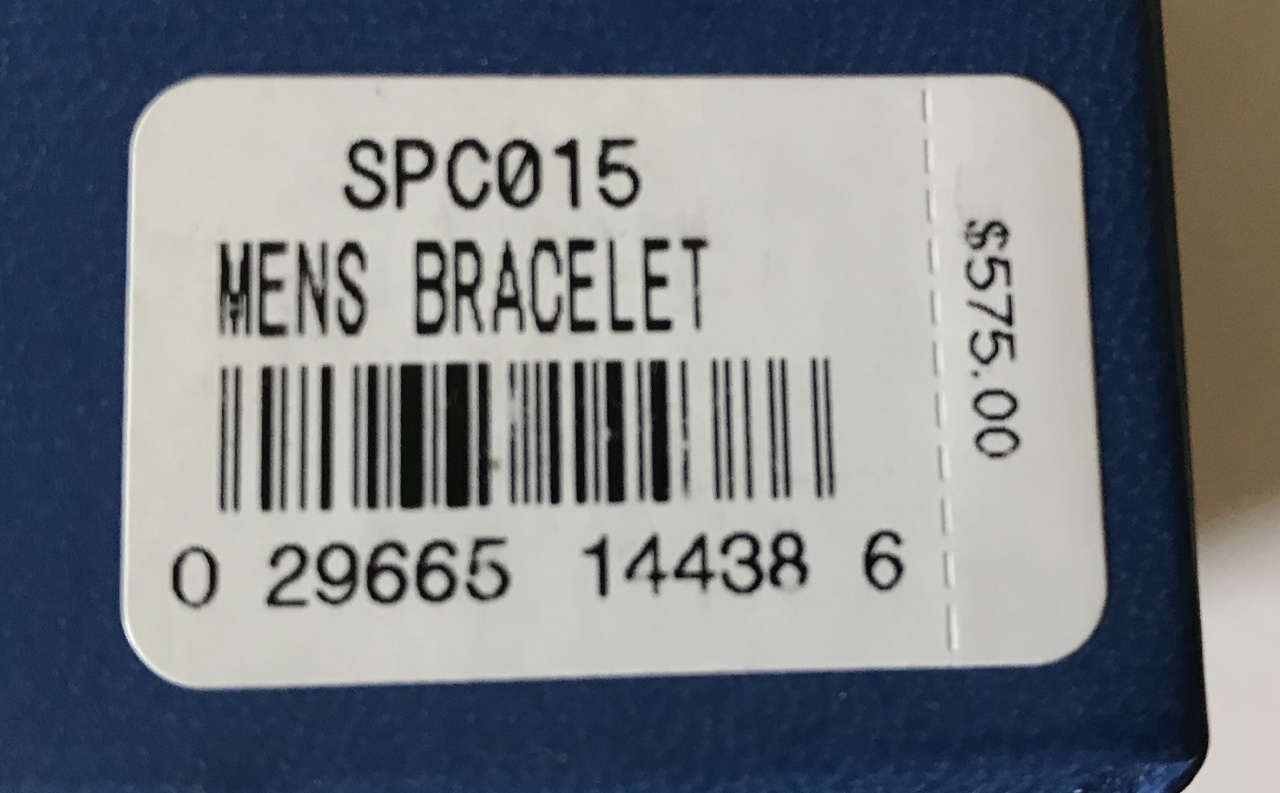 SPC015
MENS BRACELET
0 29665 14438 6
$575.00